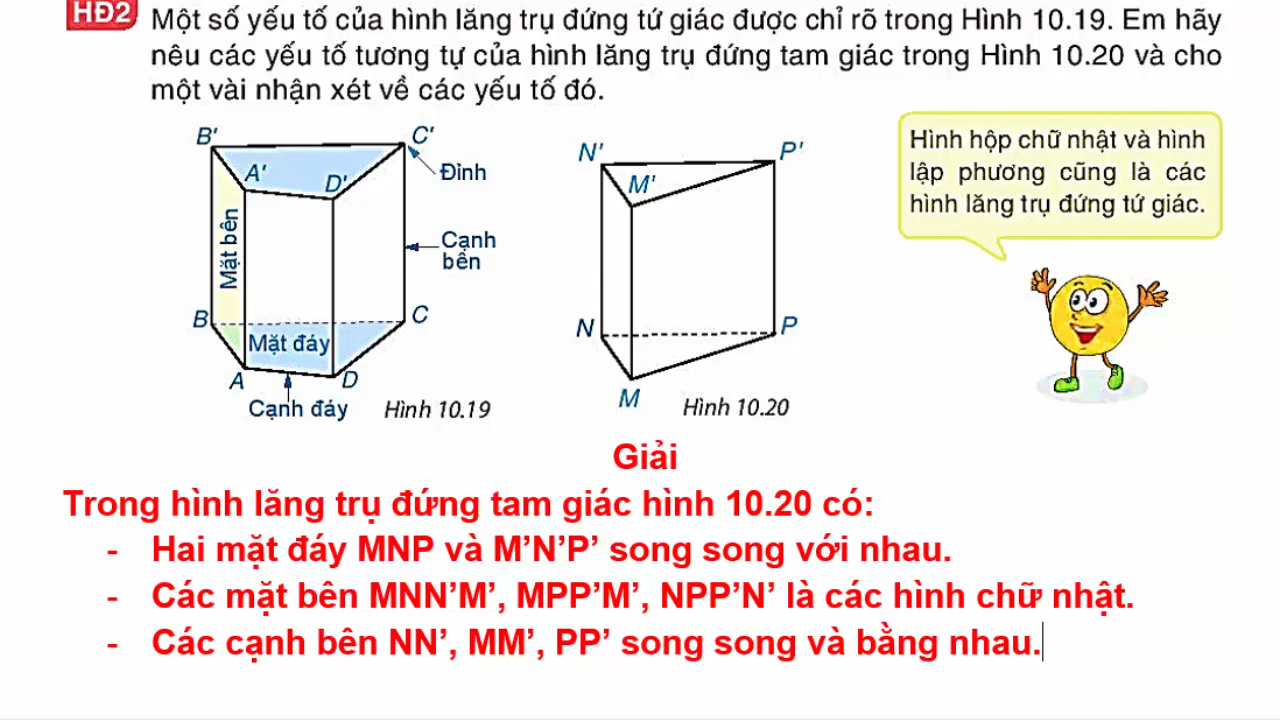 HĐ2 Một số yếu tố của hình lăng trụ đứng tứ giác được chỉ rõ trong Hình 10.19. Em hãy
nêu các yếu tố tương tự của hình lăng trụ đứng tam giác trong Hình 10.20 và cho
một vài nhận xét về các yếu tố đó.
B'
C'
A'
D'
Đỉnh
Mặt bên
Cạnh
bên
B
C
Mặt đáy
A
D
Cạnh đáy
Hình 10.19
N'
P'
M'
N
P
M
Hình 10.20
Hình hộp chữ nhật và hình
lập phương cũng là các
hình lăng trụ đứng tứ giác.
Giải
Trong hình lăng trụ đứng tam giác hình 10.20 có:
- Hai mặt đáy MNP và M’N’P’ song song với nhau.
- Các mặt bên MNN’M’, MPP’M’, NPP’N’ là các hình chữ nhật.
- Các cạnh bên NN’, MM’, PP’ song song và bằng nhau.